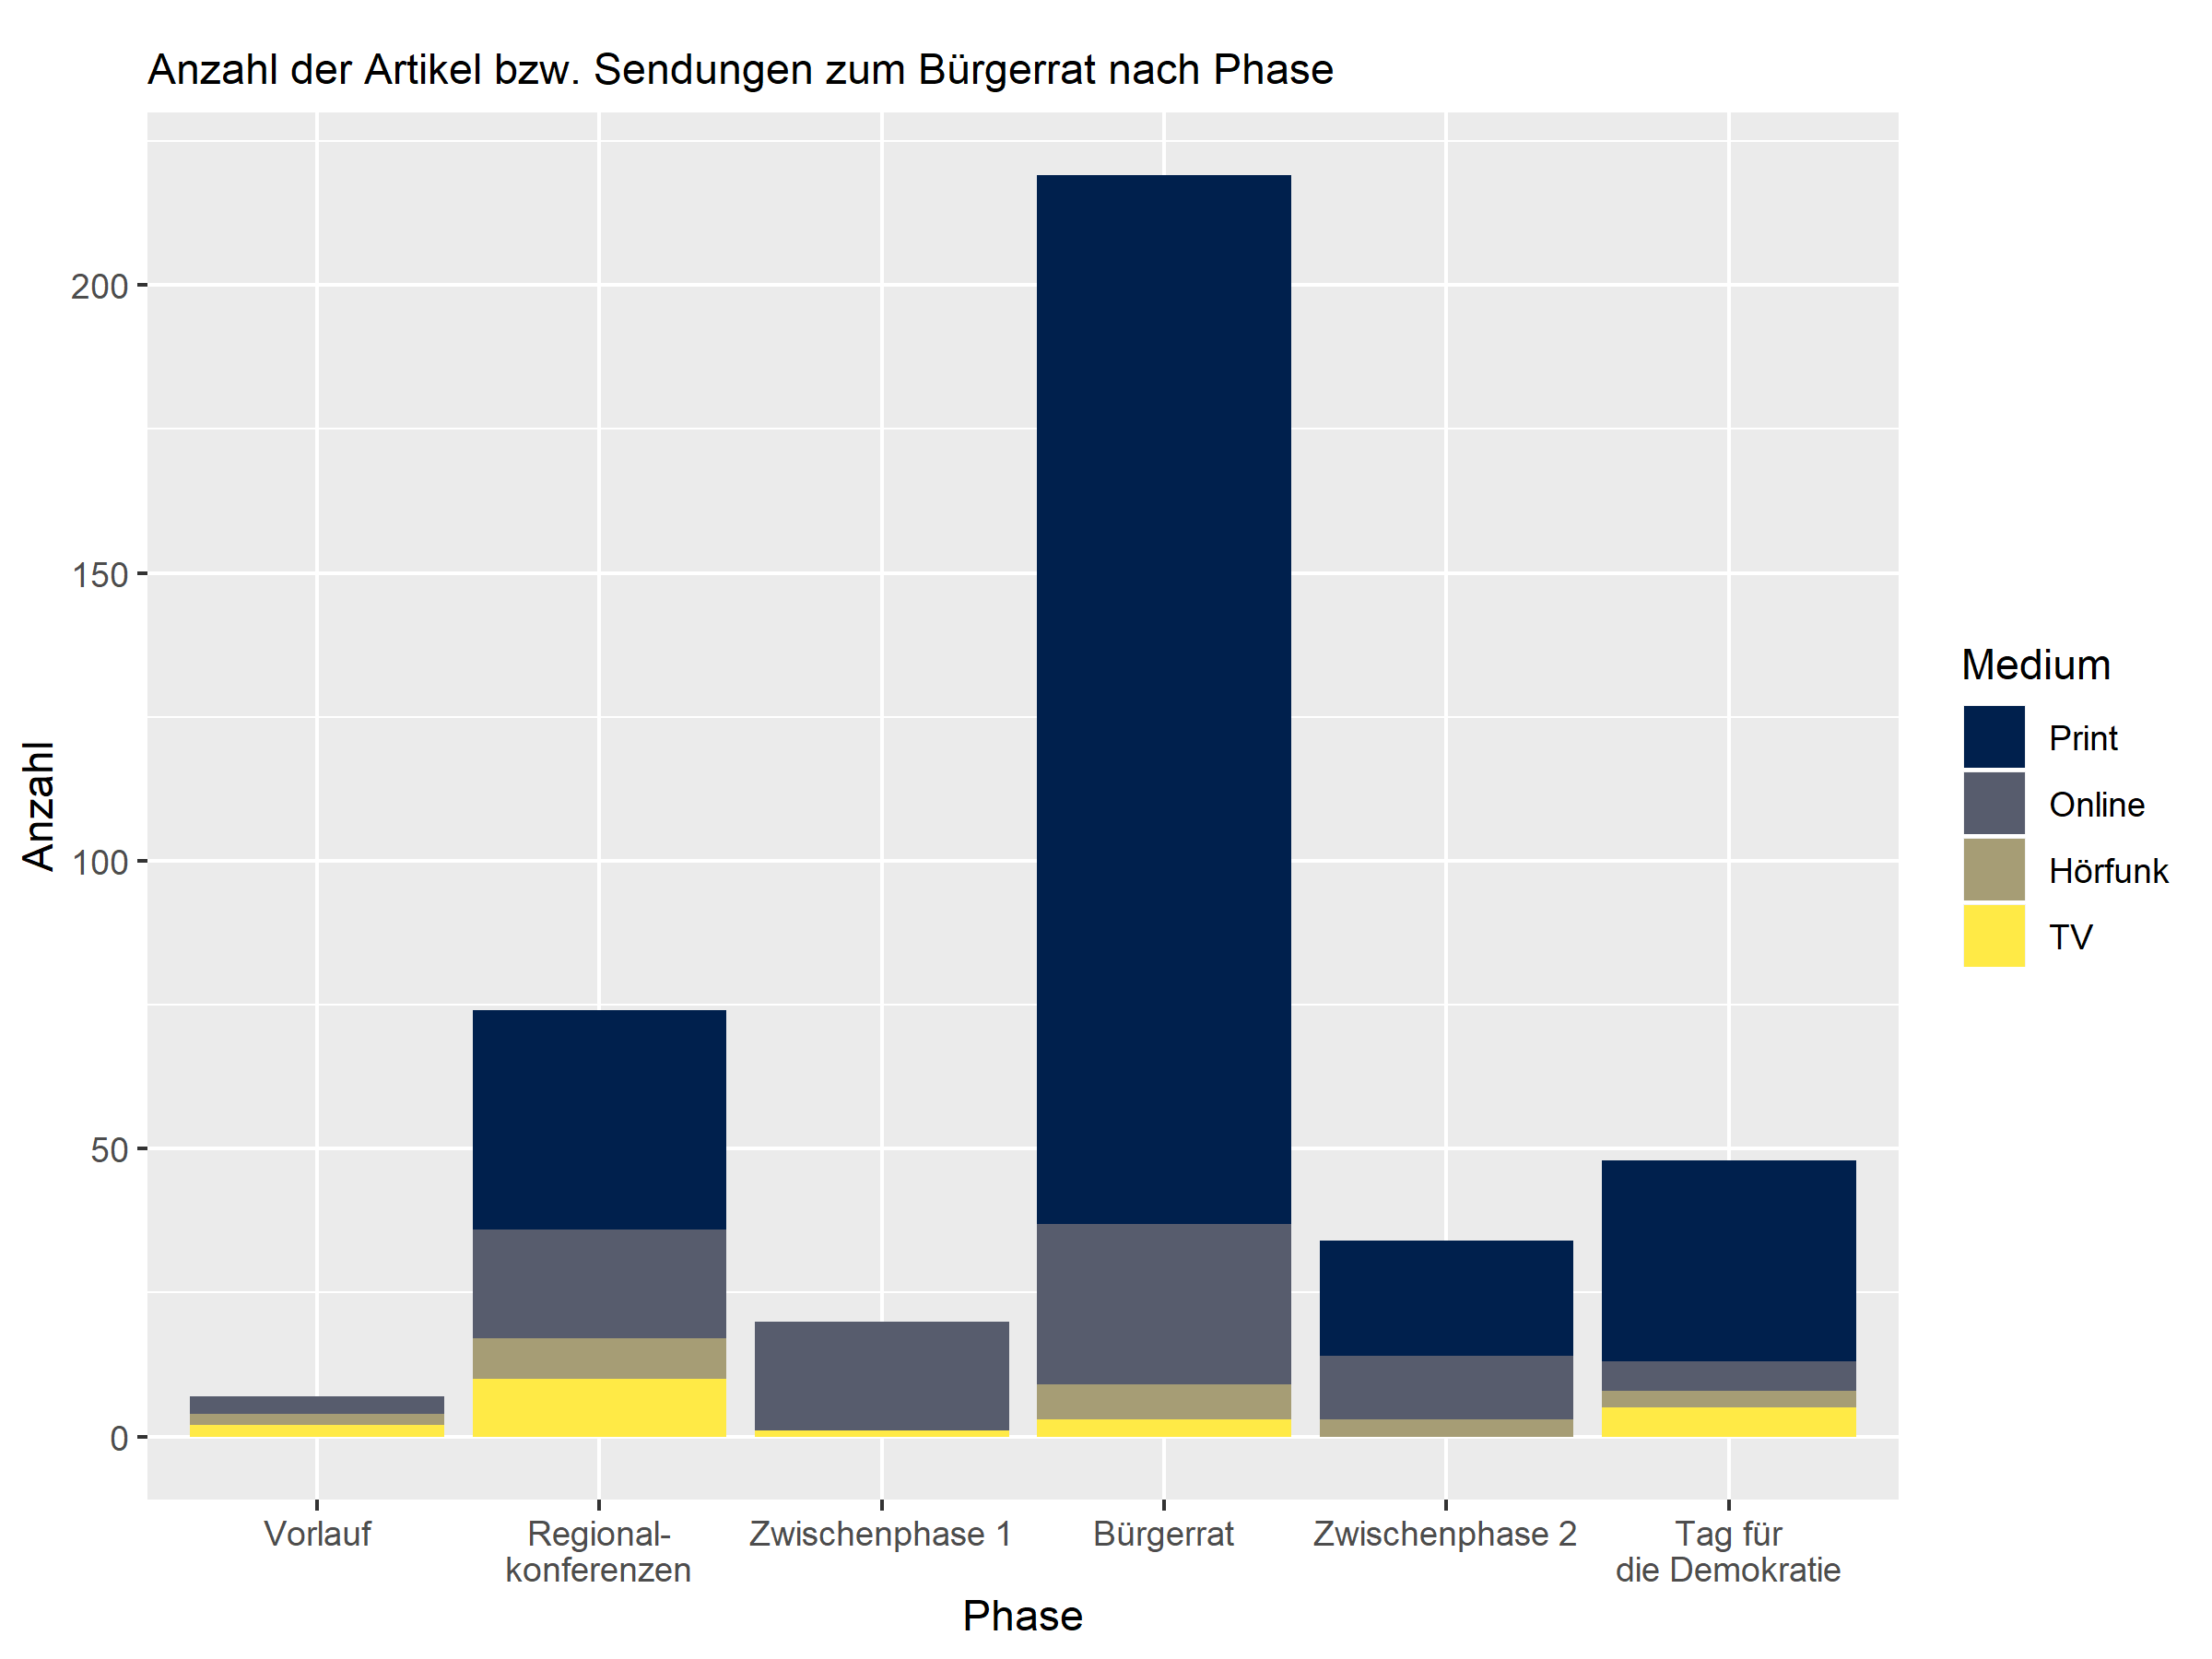 Anzahl der Artikel bzw. Sendungen zum Bürgerrat nach Phase
Anzahl
200
150
100
50
0
Vorlauf
Regional-
konferenzen
Zwischenphase 1
Bürgerrat
Zwischenphase 2
Tag für
die Demokratie
Phase
Medium
Print
Online
Hörfunk
TV